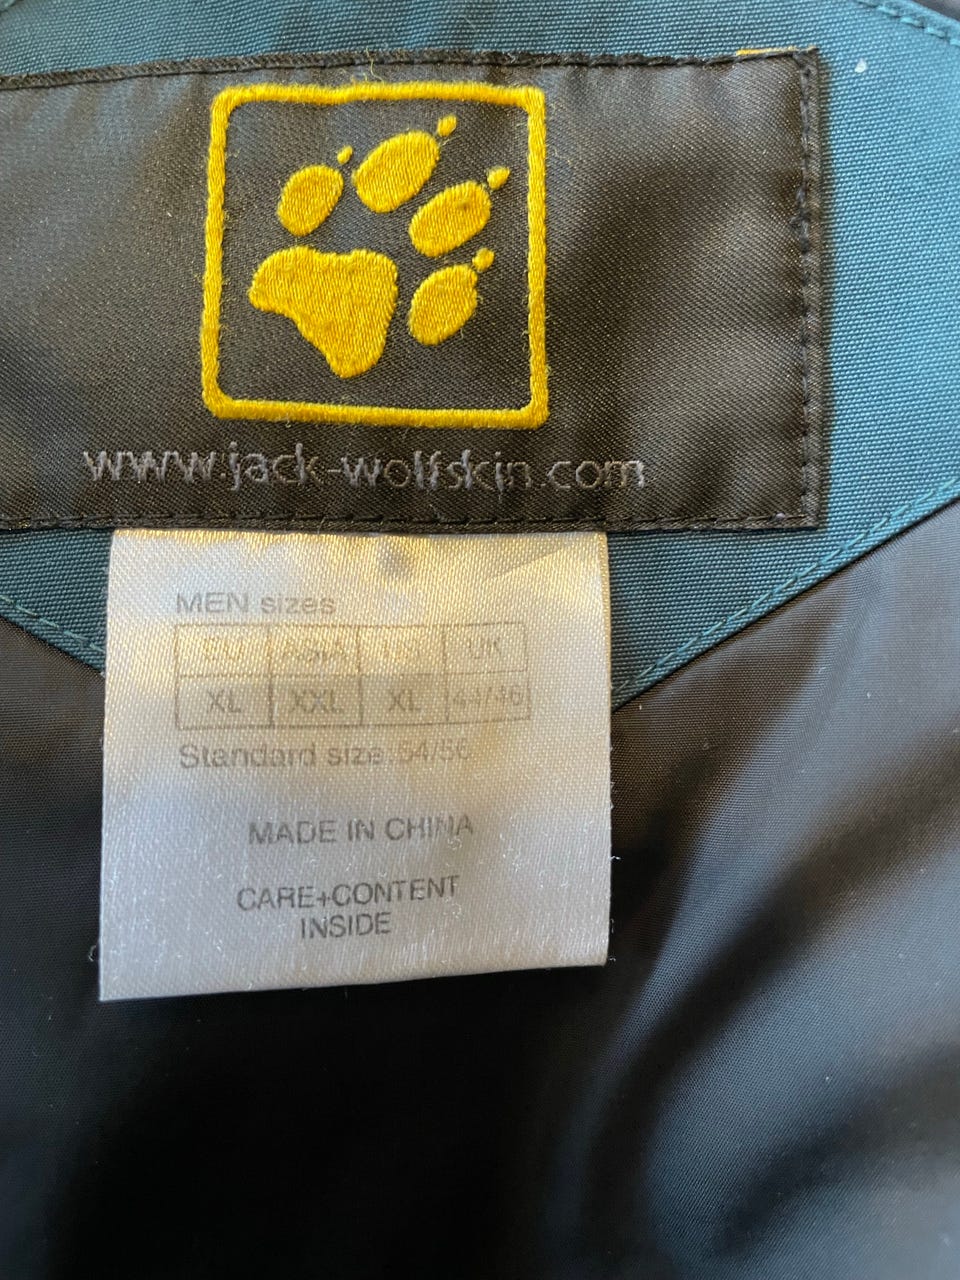 www.jack-wolfskin.com
MEN sizes
EU ASIA US UK
XL XXL XL 44/46
Standard size 54/56
MADE IN CHINA
CARE+CONTENT
INSIDE